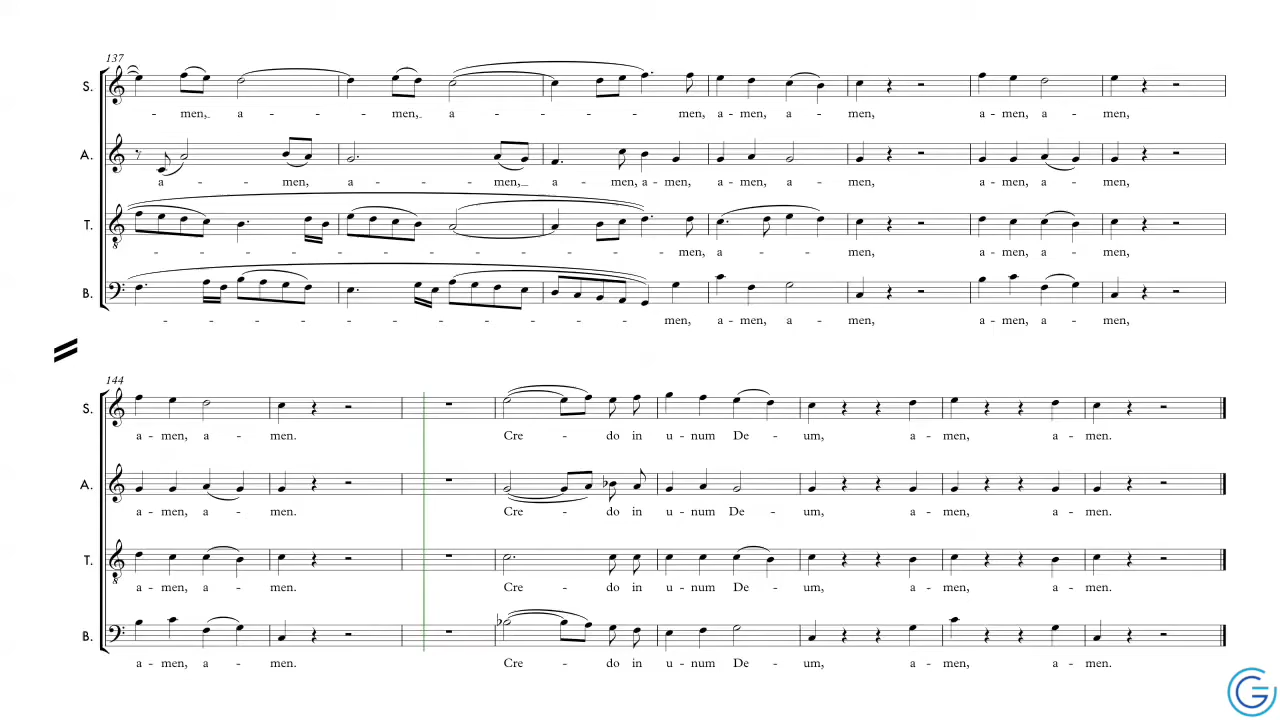 137
S.
- men, a - - men, a - - - men, a - men, a - men, a - men, a - men,
A.
a - - men, a - - men, a - men, a - men, a - men, a - men, a - men, a - men,
T.
- - - - - - - - - - - - men, a - - men, a - men, a - men,
B.
- - - - - - - - - - - - men, a - men, a - men, a - men, a - men,
144
S.
a - men, a - men. Cre - do in u - num De - um, a - men, a - men.
A.
a - men, a - men. Cre - do in u - num De - um, a - men, a - men.
T.
a - men, a - men. Cre - do in u - num De - um, a - men, a - men.
B.
a - men, a - men. Cre - do in u - num De - um, a - men, a - men.